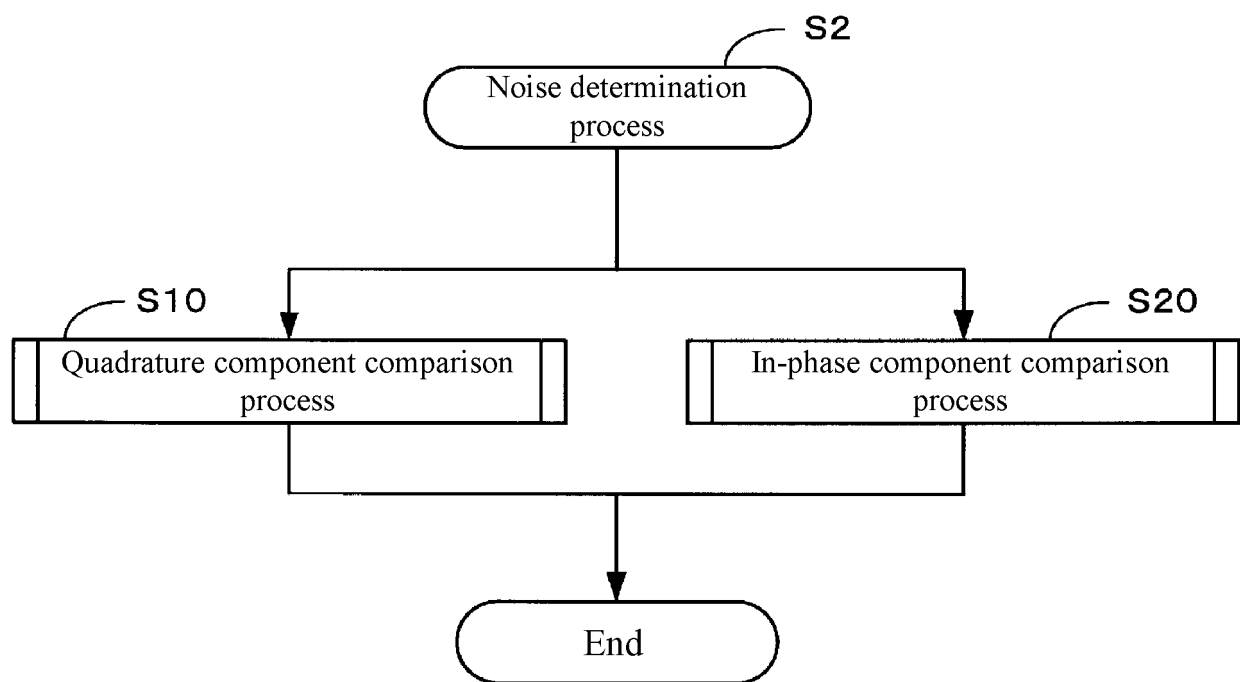 S2
Noise determination
process
S10
S20
Quadrature component comparison
process
In-phase component comparison
process
End